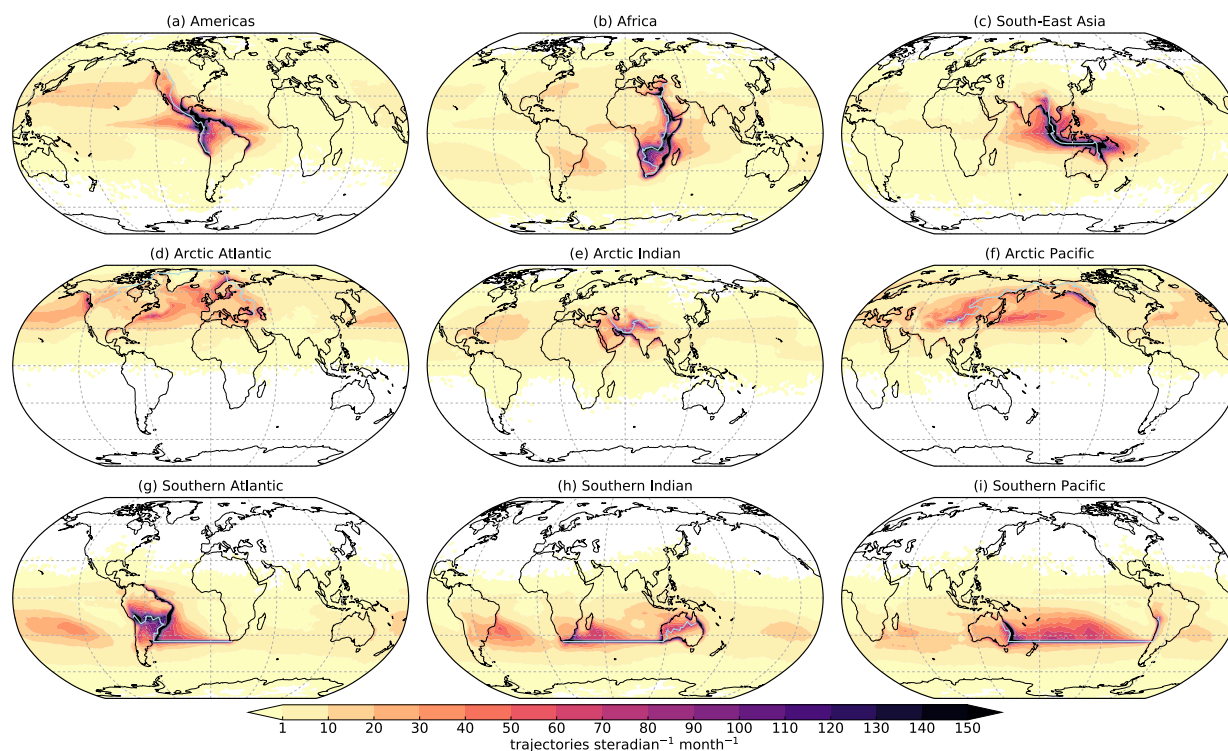 (a) Americas
(b) Africa
(c) South-East Asia
(d) Arctic Atlantic
(e) Arctic Indian
(f) Arctic Pacific
(g) Southern Atlantic
(h) Southern Indian
(i) Southern Pacific
1 10 20 30 40 50 60 70 80 90 100 110 120 130 140 150
trajectories steradian⁻¹ month⁻¹